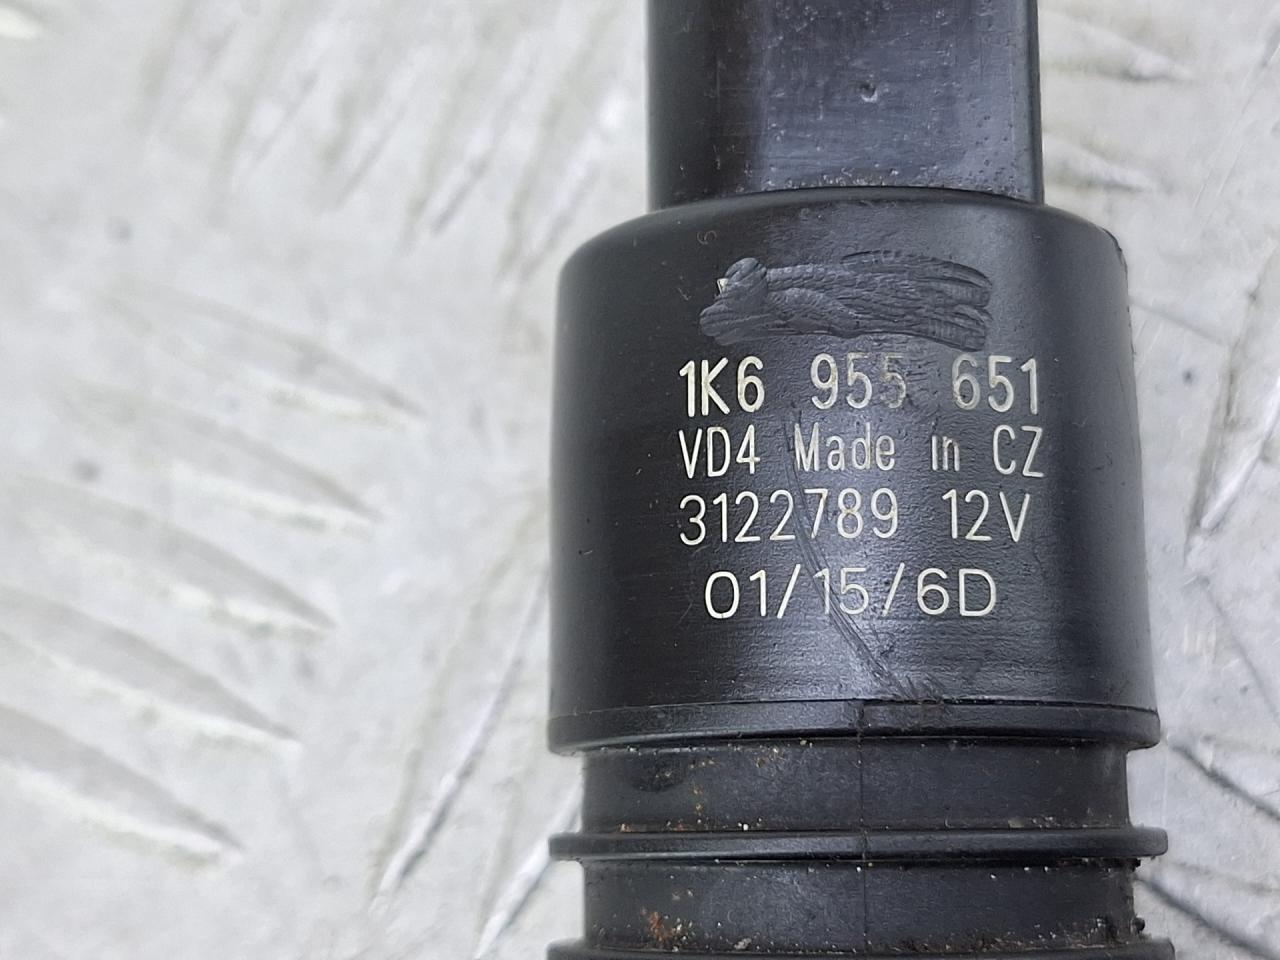 1K6 955 651
VD4 Made in CZ
3122789 12V
01/15/6D